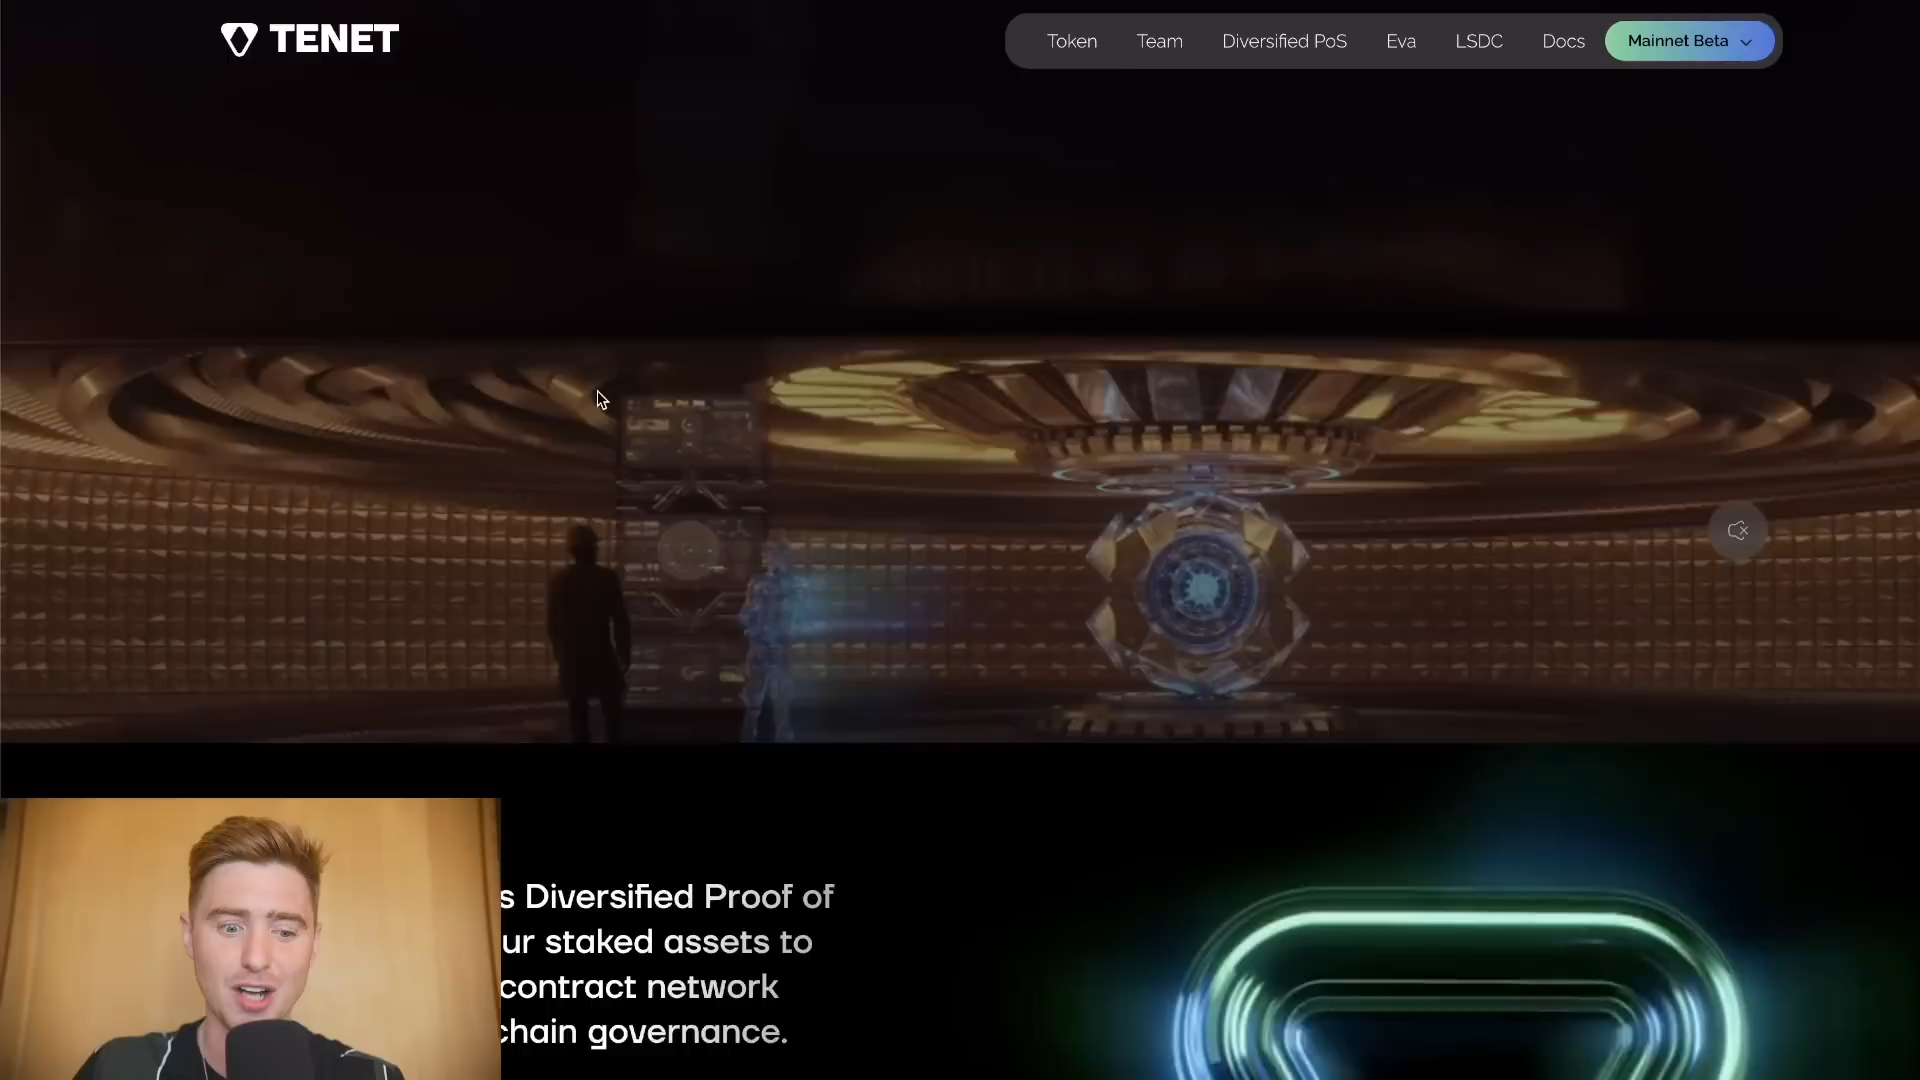 TENET
Token Team Diversified PoS Eva LSDC Docs Mainnet Beta
s Diversified Proof of
ur staked assets to
contract network
chain governance.